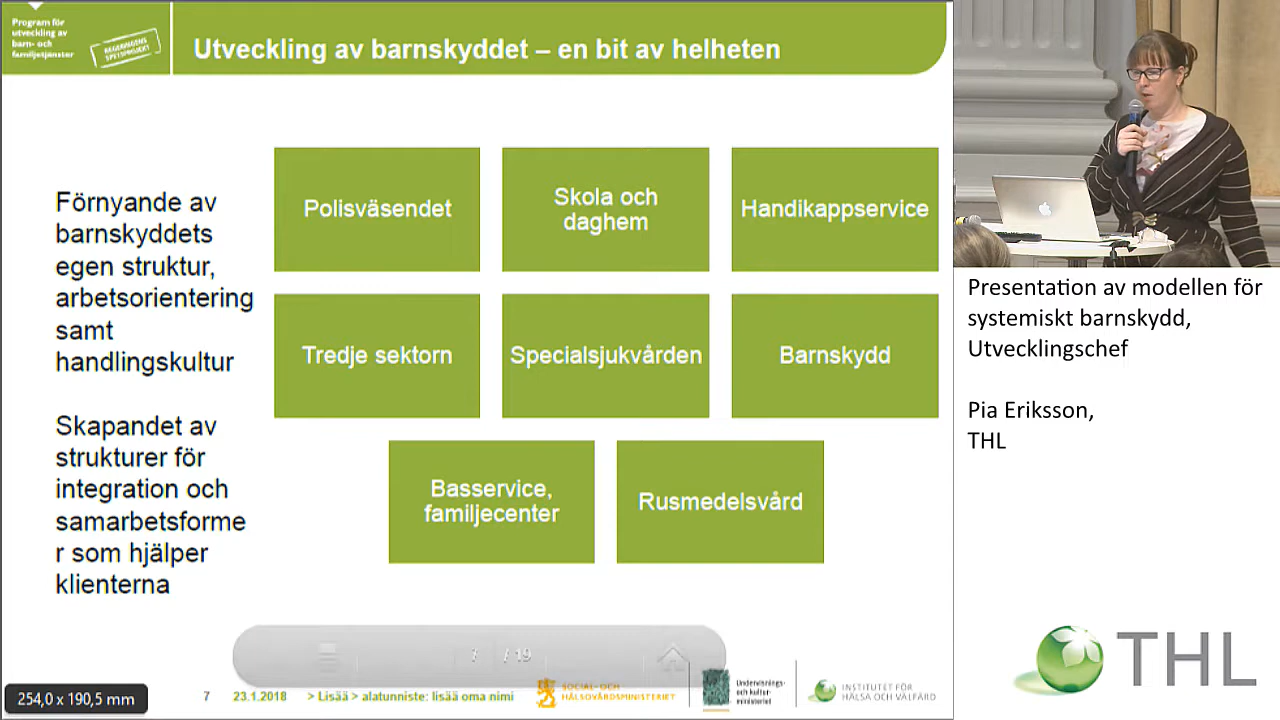 Program för
utveckling av
barn- och
familjetjänster
REGERINGENS
SPETSPROJEKT
Utveckling av barnskyddet – en bit av helheten
Förnyande av
barnskyddets
egen struktur,
arbetsorientering
samt
handlingskultur
Skapandet av
strukturer för
integration och
samarbetsforme
r som hjälper
klienterna
Polisväsendet
Skola och
daghem
Handikappservice
Tredje sektorn
Specialsjukvården
Barnskydd
Basservice,
familjecenter
Rusmedelsvård
7 / 19
254,0 x 190,5 mm
7 23.1.2018 > Lisää > alatunniste: lisää oma nimi
SOCIAL- OCH
HÄLSOVÅRDSMINISTERIET
Undervisnings-
och kultur-
ministeriet
INSTITUTET FÖR
HÄLSA OCH VÄLFÄRD
Presentation av modellen för
systemiskt barnskydd,
Utvecklingschef
Pia Eriksson,
THL
THL